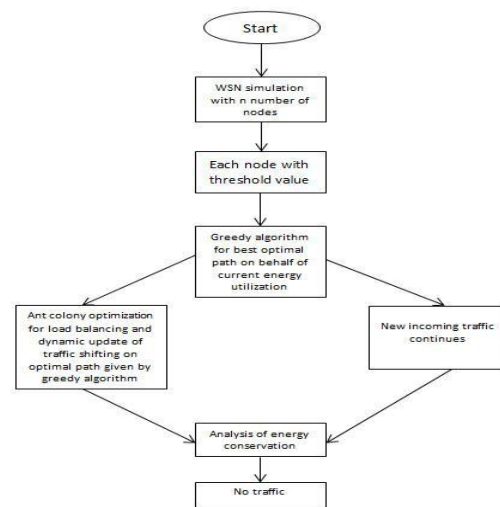 Start
WSN simulation
with n number of
nodes
Each node with
threshold value
Greedy algorithm
for best optimal
path on behalf of
current energy
utilization
Ant colony optimization
for load balancing and
dynamic update of
traffic shifting on
optimal path given by
greedy algorithm
New incoming traffic
continues
Analysis of energy
conservation
No traffic